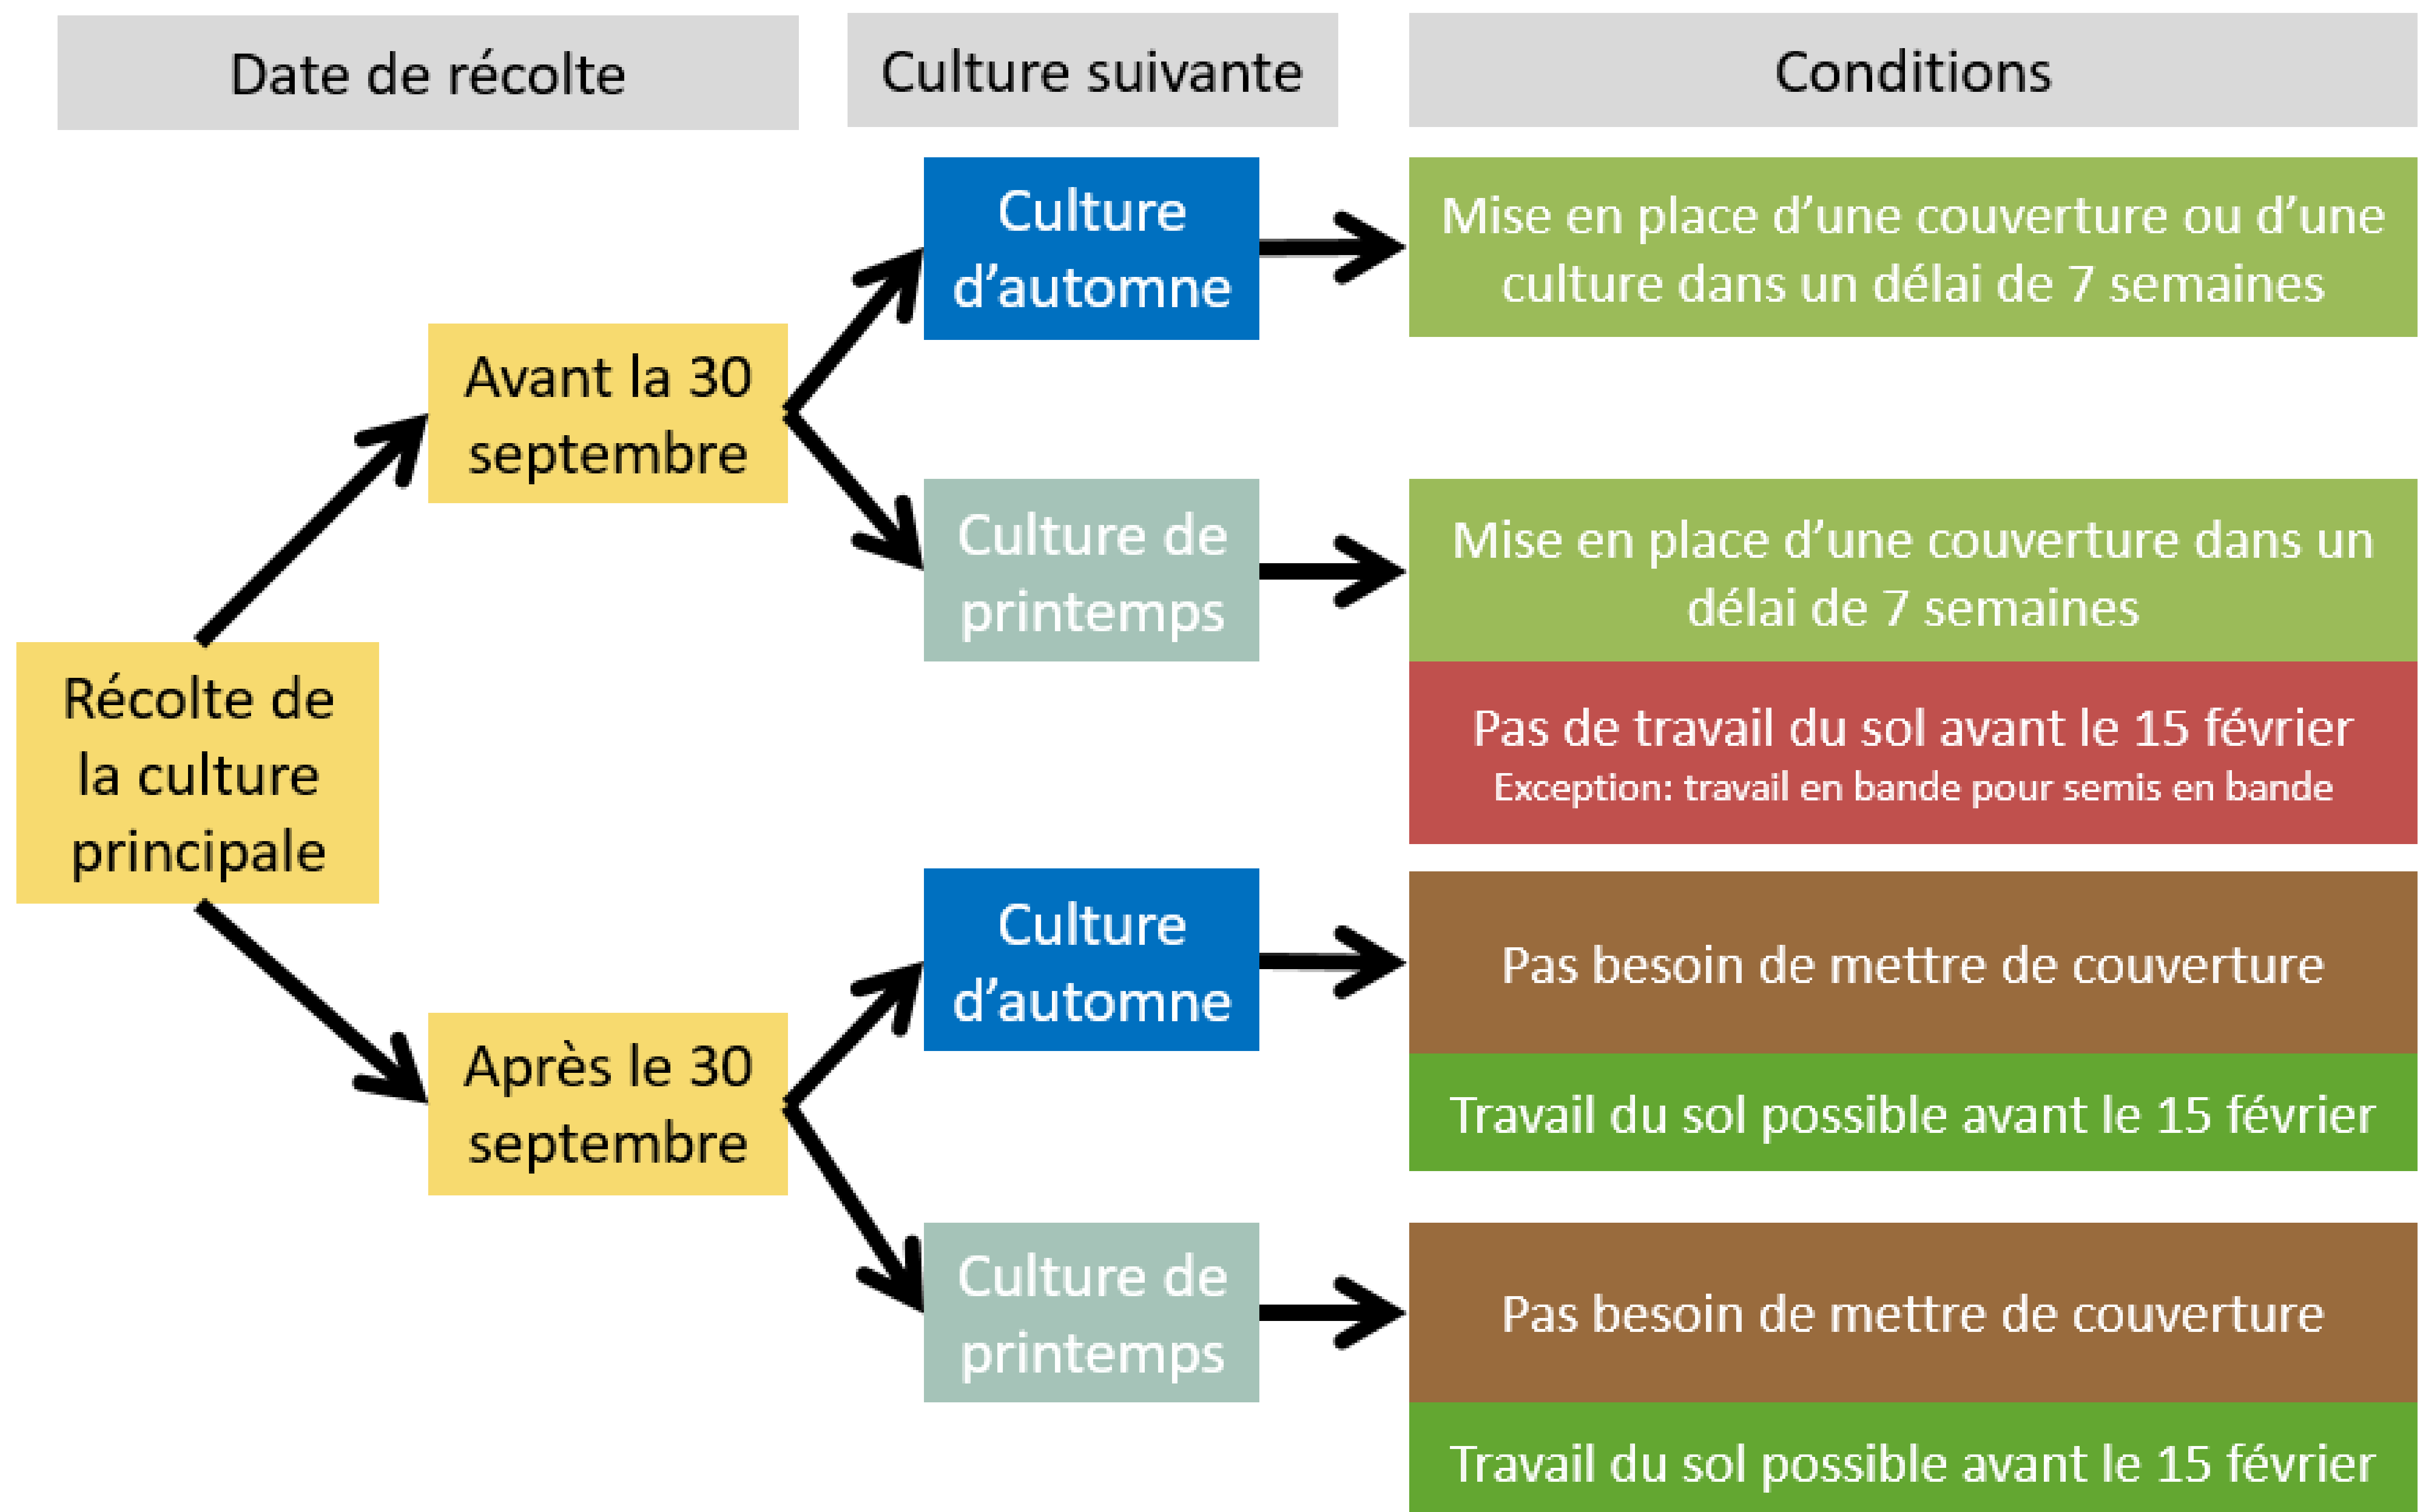 Date de récolte
Culture suivante
Conditions
Récolte de
la culture
principale
Avant la 30
septembre
Culture
d’automne
Mise en place d’une couverture ou d’une
culture dans un délai de 7 semaines
Culture de
printemps
Mise en place d’une couverture dans un
délai de 7 semaines
Pas de travail du sol avant le 15 février
Exception: travail en bande pour semis en bande
Après le 30
septembre
Culture
d’automne
Pas besoin de mettre de couverture
Travail du sol possible avant le 15 février
Culture de
printemps
Pas besoin de mettre de couverture
Travail du sol possible avant le 15 février